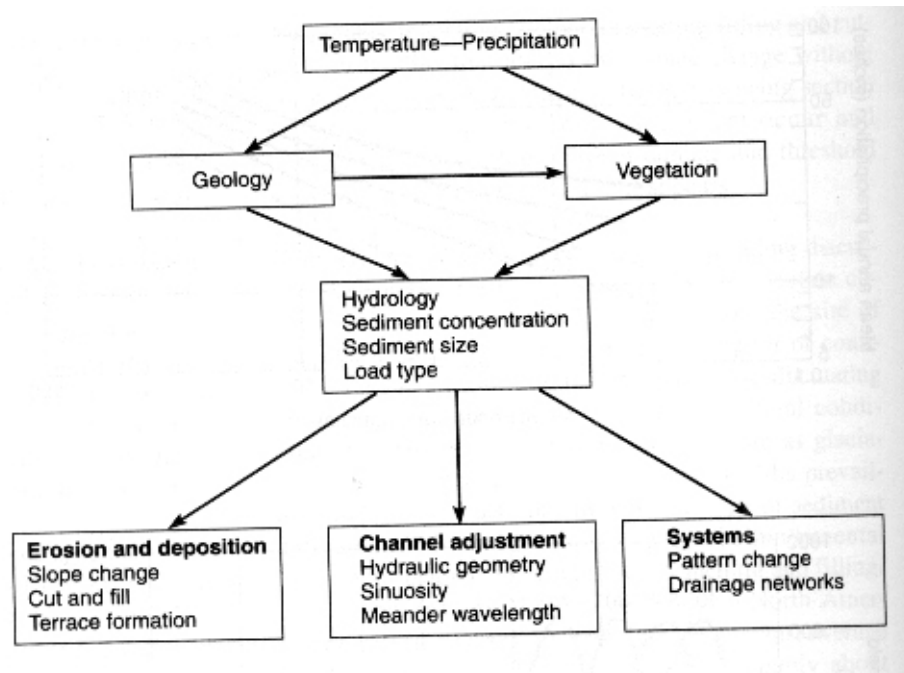 Temperature—Precipitation
Geology
Vegetation
Hydrology
Sediment concentration
Sediment size
Load type
Erosion and deposition
Slope change
Cut and fill
Terrace formation
Channel adjustment
Hydraulic geometry
Sinuosity
Meander wavelength
Systems
Pattern change
Drainage networks